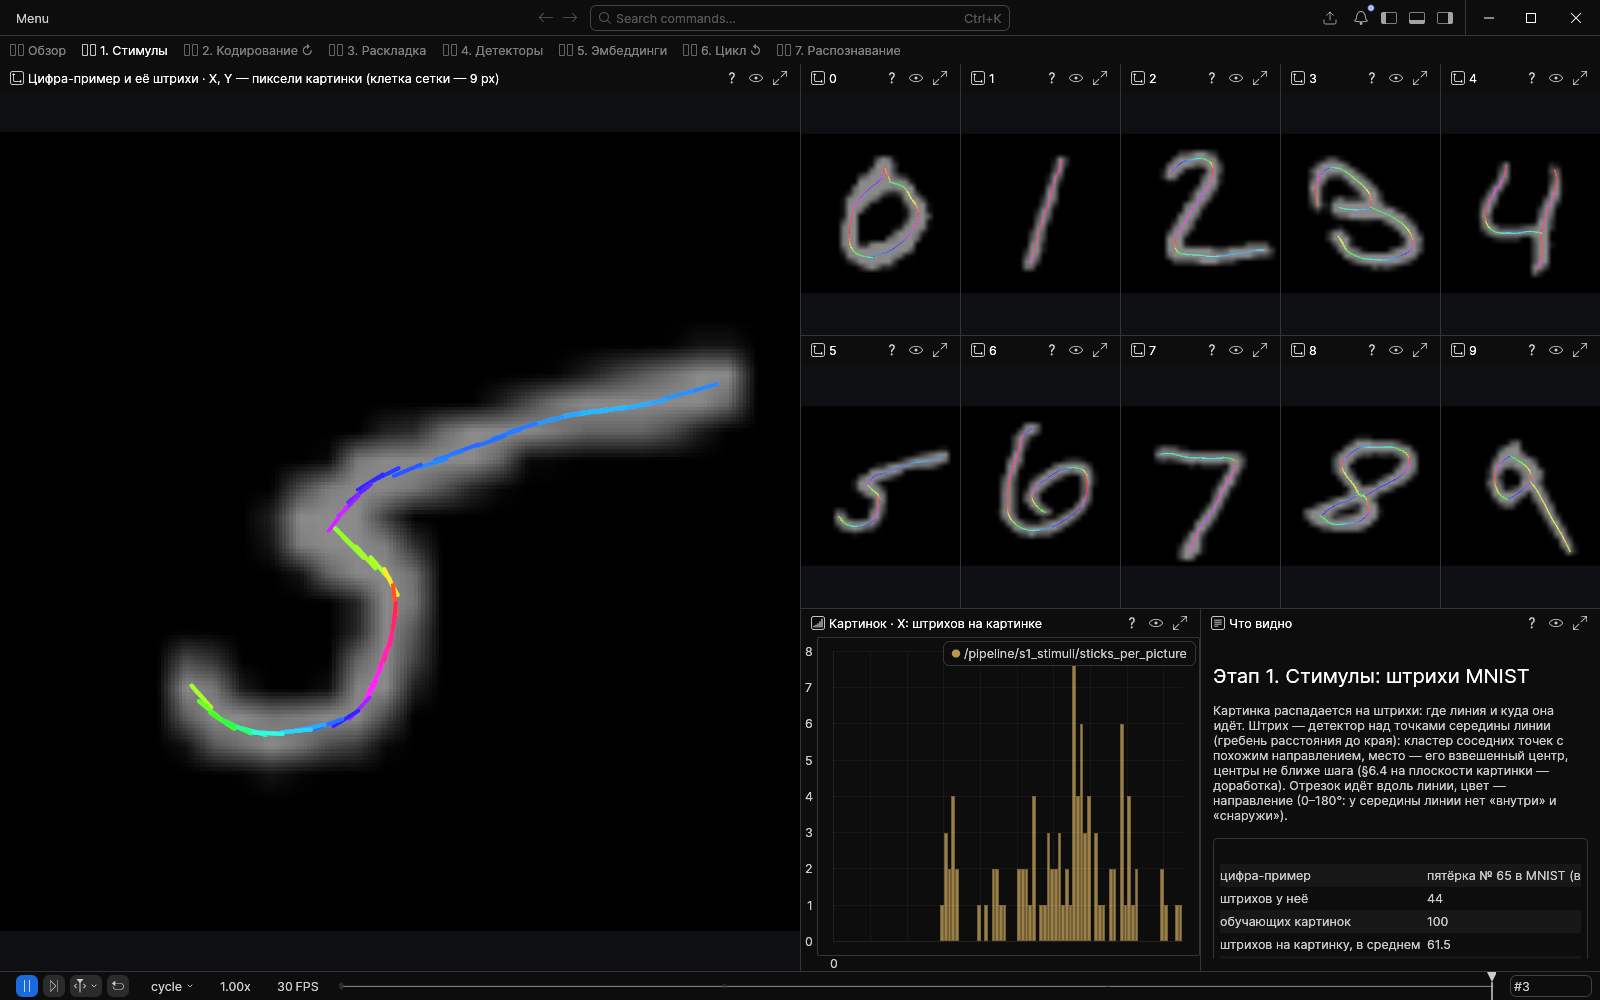 Menu
Search commands...
Ctrl+K
Обзор
1. Стимулы
2. Кодирование
3. Раскладка
4. Детекторы
5. Эмбеддинги
6. Цикл
7. Распознавание
Цифра-пример и её штрихи · X, Y — пиксели картинки (клетка сетки — 9 px)
?
0 ?
1 ?
2 ?
3 ?
4 ?
5 ?
6 ?
7 ?
8 ?
9 ?
Картинок · X: штрихов на картинке
?
/pipeline/s1_stimuli/sticks_per_picture
8
7
6
5
4
3
2
1
0
0
Что видно
?
Этап 1. Стимулы: штрихи MNIST
Картинка распадается на штрихи: где линия и куда она
идёт. Штрих — детектор над точками середины линии
(гребень расстояния до края): кластер соседних точек с
похожим направлением, место — его взвешенный центр,
центры не ближе шага (§6.4 на плоскости картинки —
доработка). Отрезок идёт вдоль линии, цвет —
направление (0–180°: у середины линии нет «внутри» и
«снаружи»).
цифра-пример пятёрка № 65 в MNIST (в
штрихов у неё 44
обучающих картинок 100
штрихов на картинку, в среднем 61.5
cycle
1.00x
30 FPS
#3